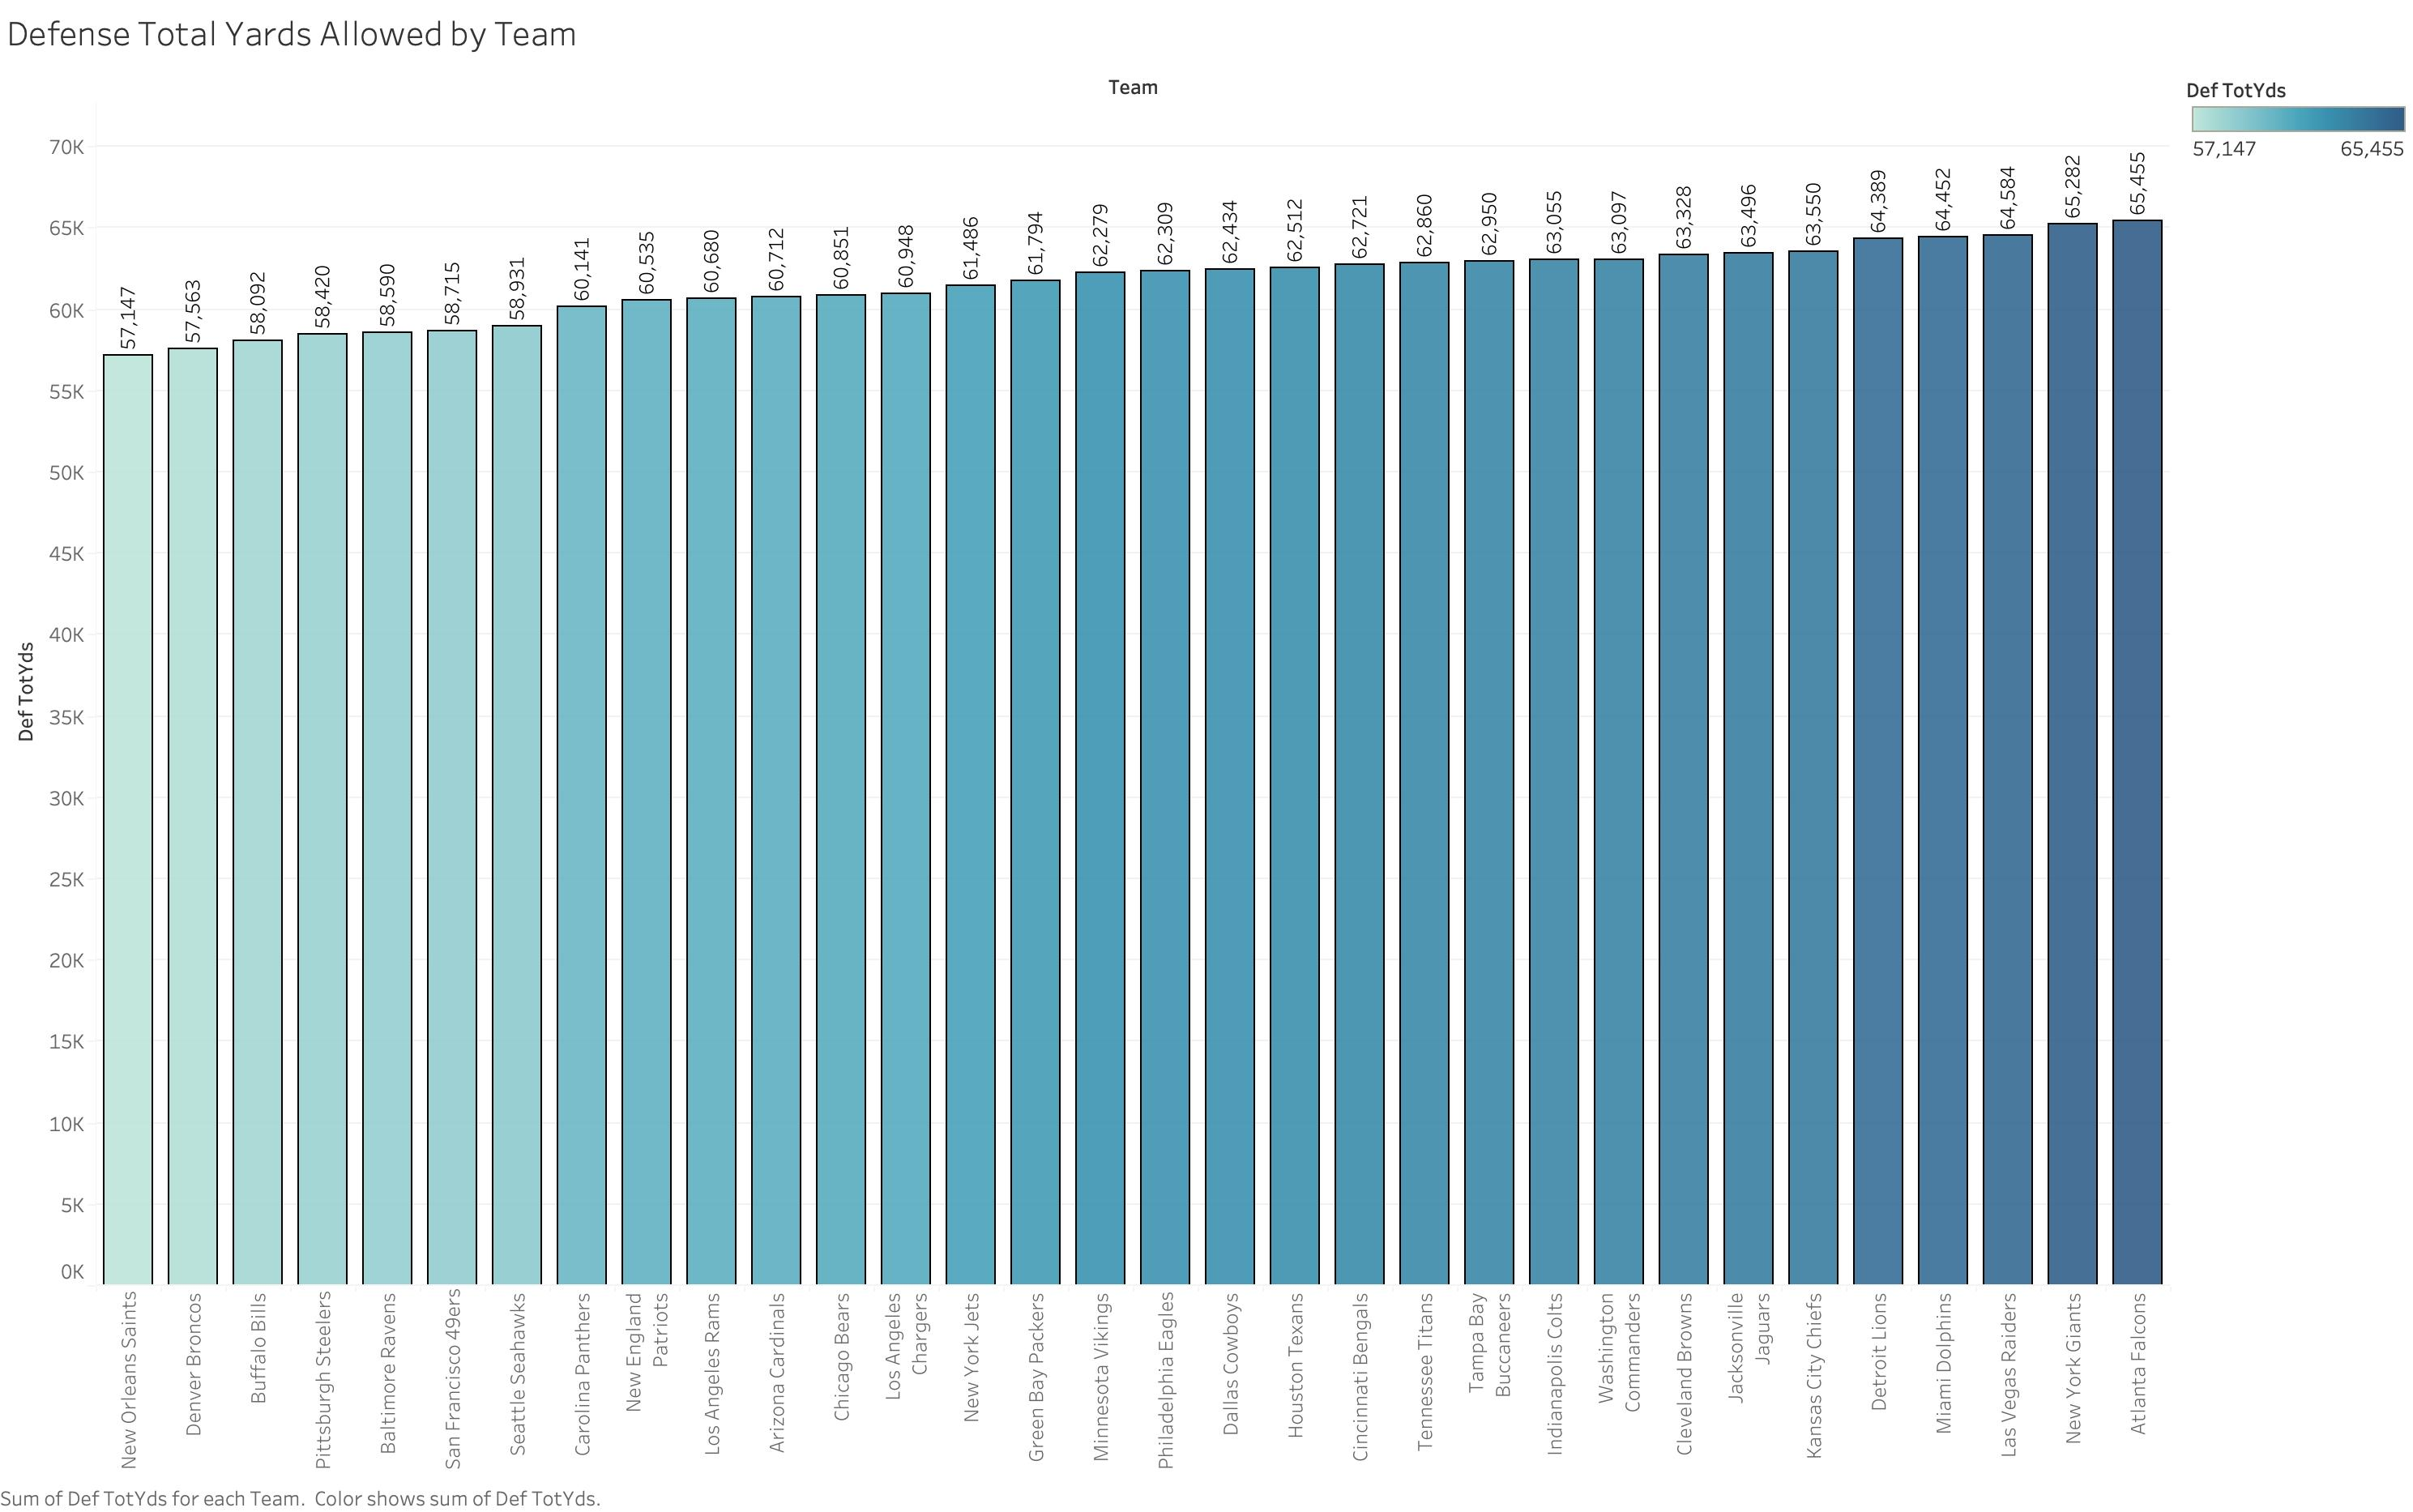 Defense Total Yards Allowed by Team
Team
Def TotYds
57,147 65,455
Def TotYds
70K
65K
60K
55K
50K
45K
40K
35K
30K
25K
20K
15K
10K
5K
0K
57,147
57,563
58,092
58,420
58,590
58,715
58,931
60,141
60,535
60,680
60,712
60,851
60,948
61,486
61,794
62,279
62,309
62,434
62,512
62,721
62,860
62,950
63,055
63,097
63,328
63,496
63,550
64,389
64,452
64,584
65,282
65,455
New Orleans Saints
Denver Broncos
Buffalo Bills
Pittsburgh Steelers
Baltimore Ravens
San Francisco 49ers
Seattle Seahawks
Carolina Panthers
New England
Patriots
Los Angeles Rams
Arizona Cardinals
Chicago Bears
Los Angeles
Chargers
New York Jets
Green Bay Packers
Minnesota Vikings
Philadelphia Eagles
Dallas Cowboys
Houston Texans
Cincinnati Bengals
Tennessee Titans
Tampa Bay
Buccaneers
Indianapolis Colts
Washington
Commanders
Cleveland Browns
Jacksonville
Jaguars
Kansas City Chiefs
Detroit Lions
Miami Dolphins
Las Vegas Raiders
New York Giants
Atlanta Falcons
Sum of Def TotYds for each Team.  Color shows sum of Def TotYds.